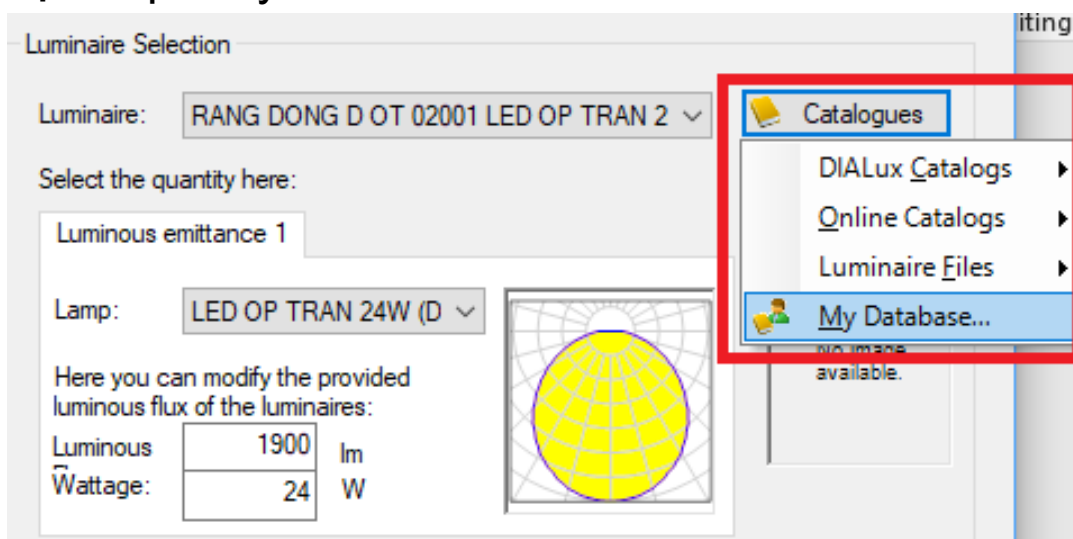 iting
Luminaire Selection
Luminaire: RANG DONG D OT 02001 LED OP TRAN 2
Catalogues
DIALux Catalogs
Select the quantity here:
Online Catalogs
Luminous emittance 1
Luminaire Files
Lamp: LED OP TRAN 24W (D
My Database...
No image
available.
Here you can modify the provided
luminous flux of the luminaires:
Luminous 1900 lm
Wattage: 24 W